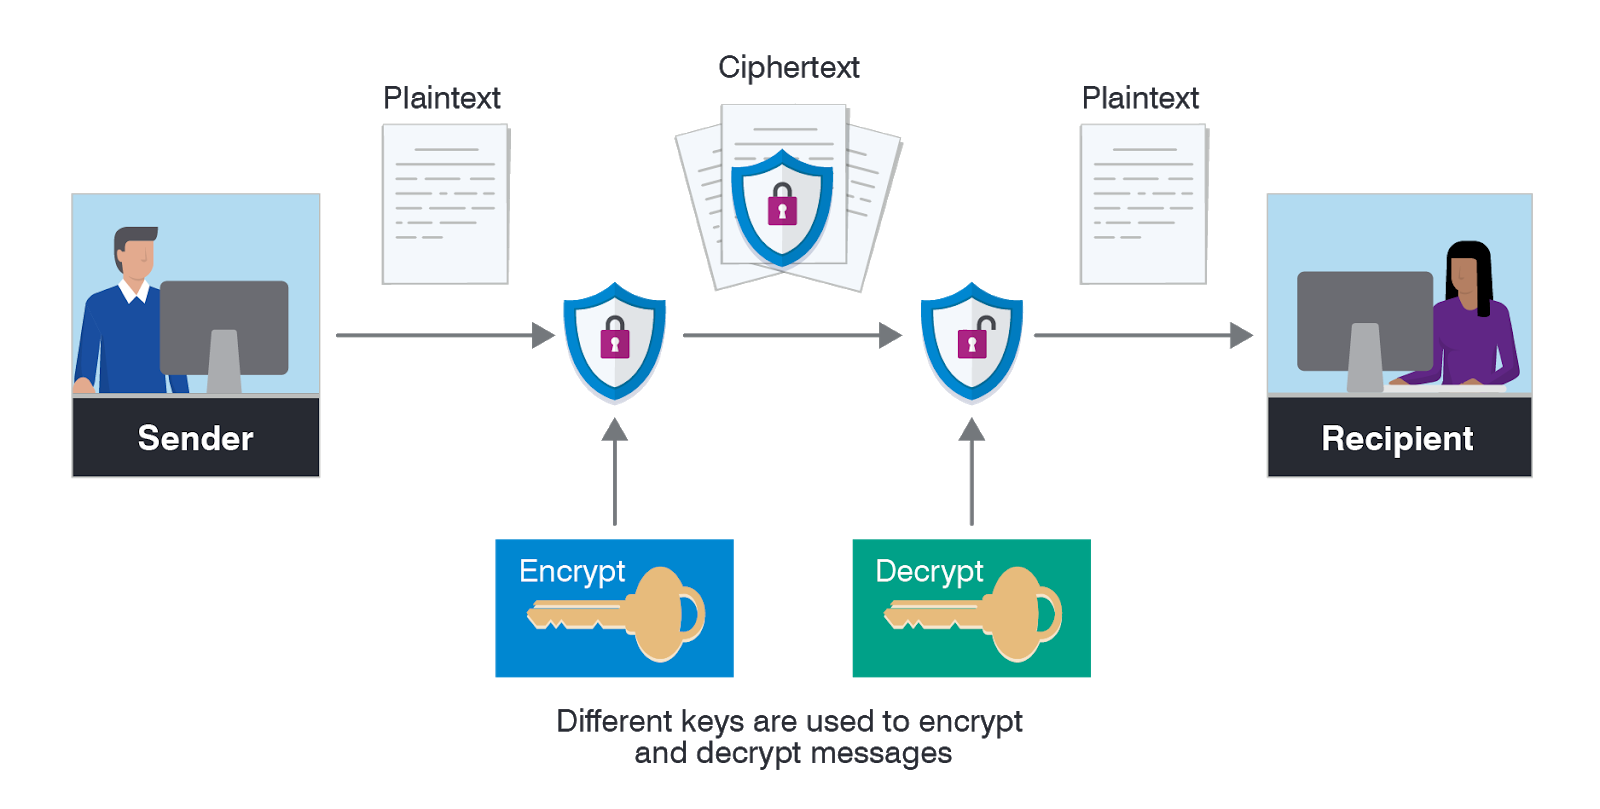 Ciphertext
Plaintext
Plaintext
Sender
Recipient
Encrypt
Decrypt
Different keys are used to encrypt
and decrypt messages